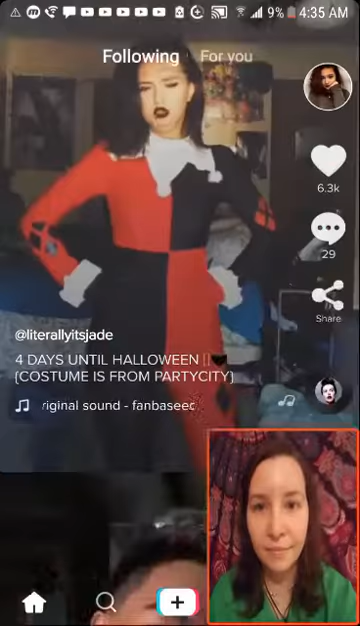 9% 4:35 AM
Following For you
6.3k
29
Share
@literallyitsjade
4 DAYS UNTIL HALLOWEEN
[COSTUME IS FROM PARTYCITY]
riginal sound - fanbaseec